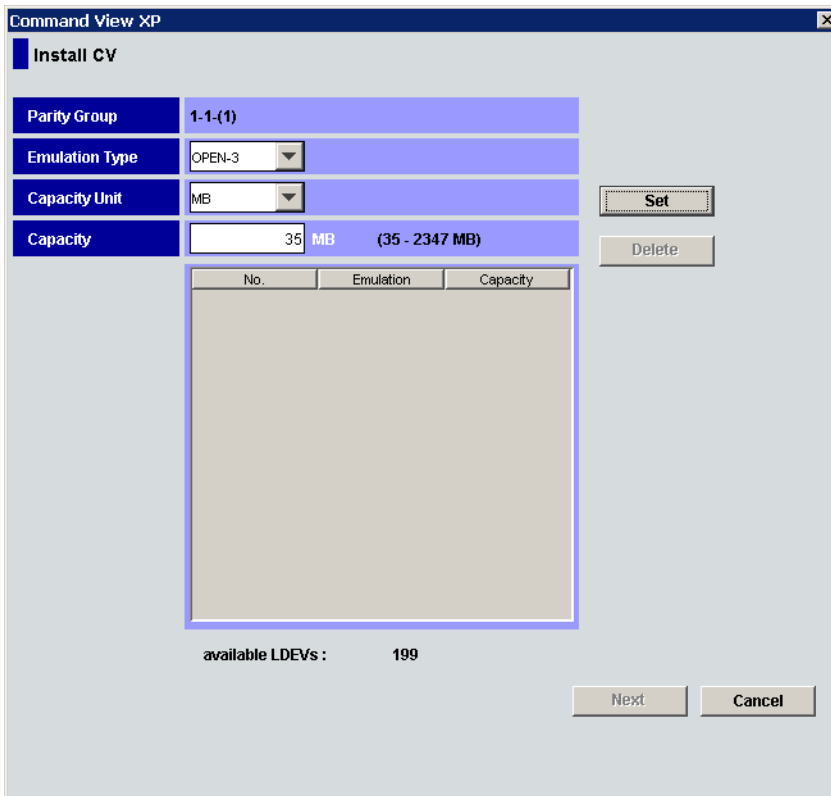 Command View XP
Install CV
Parity Group 1-1-(1)
Emulation Type OPEN-3
Capacity Unit MB
Set
Capacity 35 MB (35 - 2347 MB)
Delete
No. Emulation Capacity
available LDEVs : 199
Next Cancel